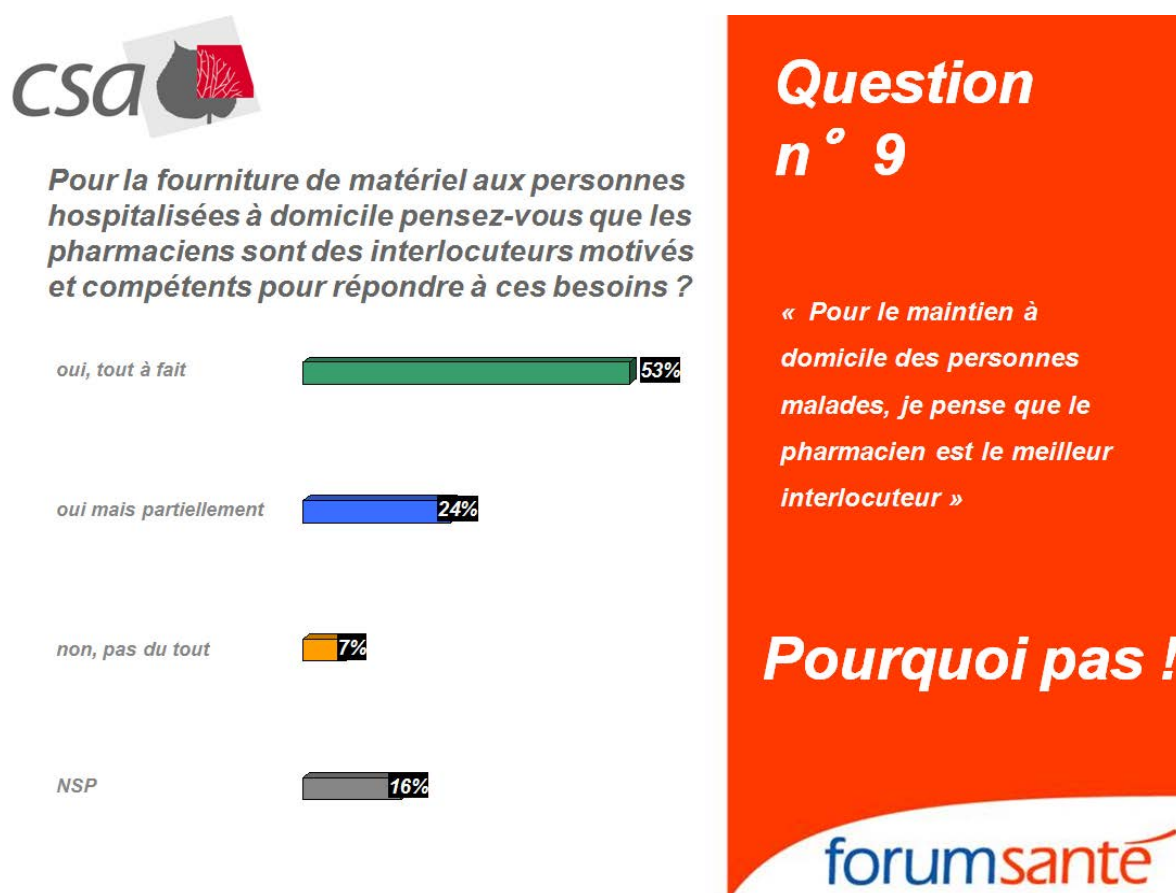 csa
Pour la fourniture de matériel aux personnes
hospitalisées à domicile pensez-vous que les
pharmaciens sont des interlocuteurs motivés
et compétents pour répondre à ces besoins ?
oui, tout à fait 53%
oui mais partiellement 24%
non, pas du tout 7%
NSP 16%
Question
n° 9
« Pour le maintien à
domicile des personnes
malades, je pense que le
pharmacien est le meilleur
interlocuteur »
Pourquoi pas !
forumsanté